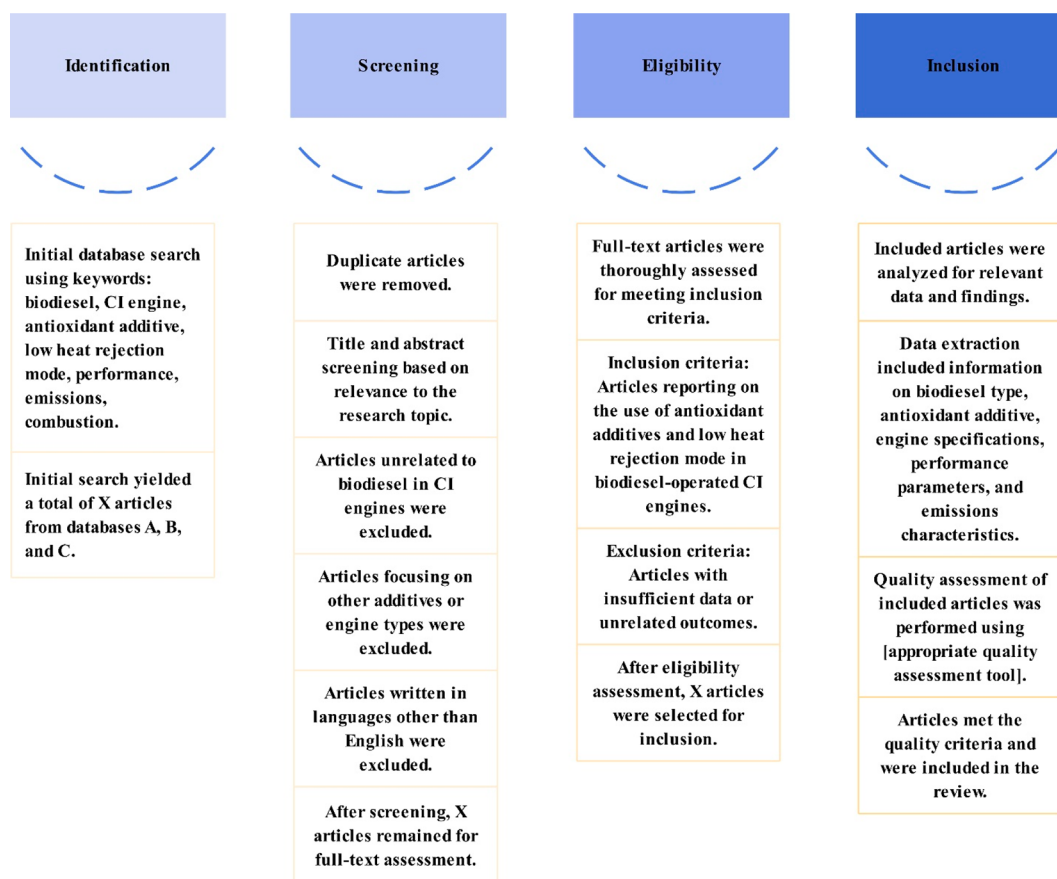 Identification
Screening
Eligibility
Inclusion
Initial database search
using keywords:
biodiesel, CI engine,
antioxidant additive,
low heat rejection
mode, performance,
emissions,
combustion.
Initial search yielded
a total of X articles
from databases A, B,
and C.
Duplicate articles
were removed.
Title and abstract
screening based on
relevance to the
research topic.
Articles unrelated to
biodiesel in CI
engines were
excluded.
Articles focusing on
other additives or
engine types were
excluded.
Articles written in
languages other than
English were
excluded.
After screening, X
articles remained for
full-text assessment.
Full-text articles were
thoroughly assessed
for meeting inclusion
criteria.
Inclusion criteria:
Articles reporting on
the use of antioxidant
additives and low heat
rejection mode in
biodiesel-operated CI
engines.
Exclusion criteria:
Articles with
insufficient data or
unrelated outcomes.
After eligibility
assessment, X articles
were selected for
inclusion.
Included articles were
analyzed for relevant
data and findings.
Data extraction
included information
on biodiesel type,
antioxidant additive,
engine specifications,
performance
parameters, and
emissions
characteristics.
Quality assessment of
included articles was
performed using
[appropriate quality
assessment tool].
Articles met the
quality criteria and
were included in the
review.